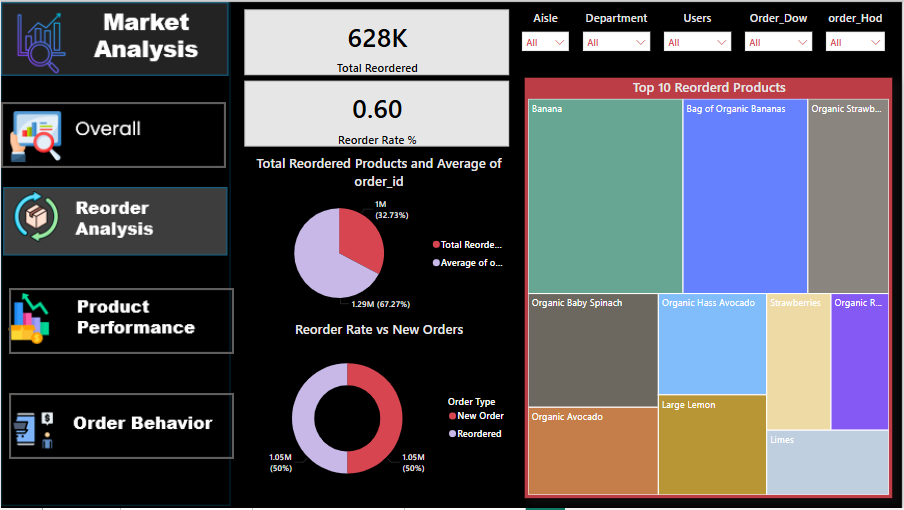 Market
Analysis
Overall
Reorder
Analysis
Product
Performance
Order Behavior
628K
Total Reordered
0.60
Reorder Rate %
Total Reordered Products and Average of
order_id
1M
(32.73%)
Total Reorde...
Average of o...
1.29M (67.27%)
Reorder Rate vs New Orders
Order Type
New Order
Reordered
1.05M
(50%)
1.05M
(50%)
Aisle
Department
Users
Order_Dow
order_Hod
All
All
All
All
All
Top 10 Reorderd Products
Banana
Bag of Organic Bananas
Organic Strawb...
Organic Baby Spinach
Organic Hass Avocado
Strawberries
Organic R...
Organic Avocado
Large Lemon
Limes